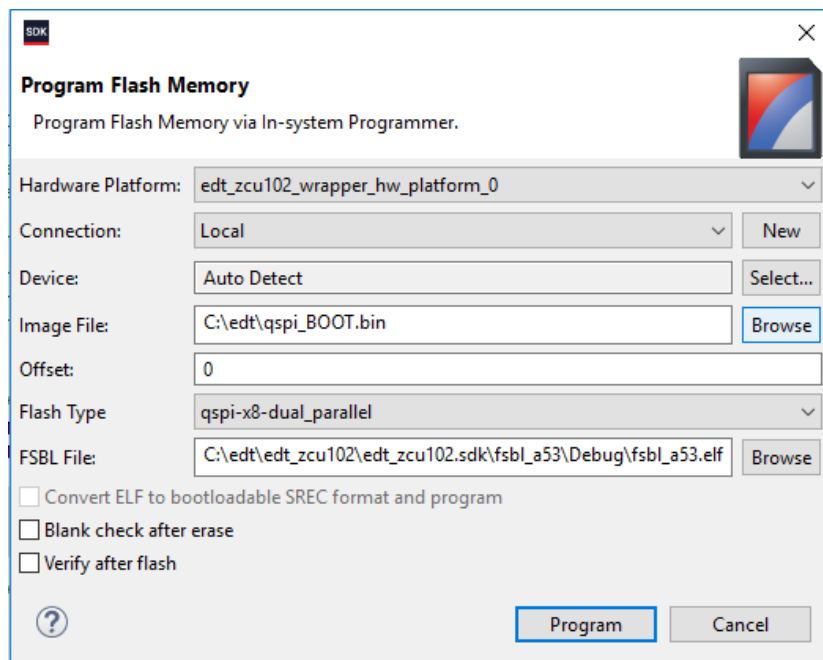 SDK
Program Flash Memory
Program Flash Memory via In-system Programmer.
Hardware Platform: edt_zcu102_wrapper_hw_platform_0
Connection: Local New
Device: Auto Detect Select...
Image File: C:\edt\qspi_BOOT.bin Browse
Offset: 0
Flash Type qspi-x8-dual_parallel
FSBL File: C:\edt\edt_zcu102\edt_zcu102.sdk\fsbl_a53\Debug\fsbl_a53.elf Browse
Convert ELF to bootloadable SREC format and program
Blank check after erase
Verify after flash
? Program Cancel